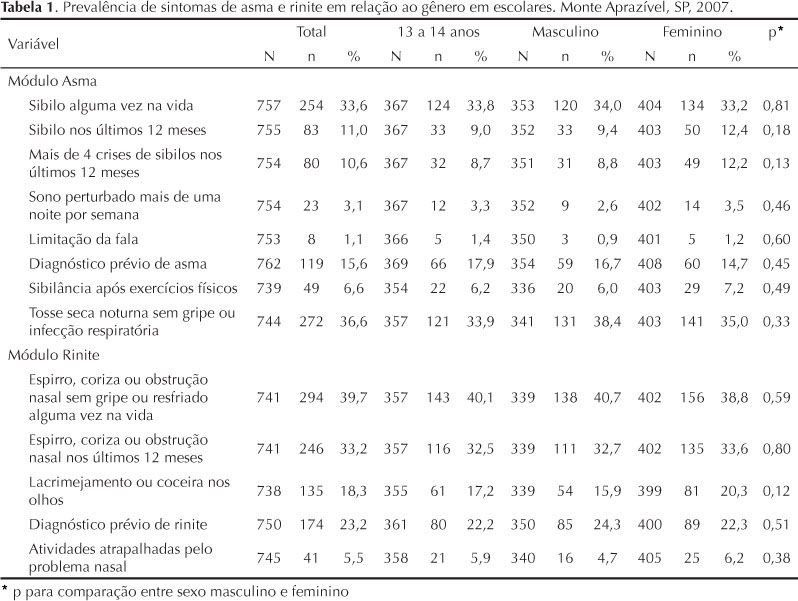 Tabela 1. Prevalência de sintomas de asma e rinite em relação ao gênero em escolares. Monte Aprazível, SP, 2007.
Variável Total 13 a 14 anos Masculino Feminino p*
N n % N n % N n % N n %
Módulo Asma
Sibilo alguma vez na vida 757 254 33,6 367 124 33,8 353 120 34,0 404 134 33,2 0,81
Sibilo nos últimos 12 meses 755 83 11,0 367 33 9,0 352 33 9,4 403 50 12,4 0,18
Mais de 4 crises de sibilos nos
últimos 12 meses 754 80 10,6 367 32 8,7 351 31 8,8 403 49 12,2 0,13
Sono perturbado mais de uma
noite por semana 754 23 3,1 367 12 3,3 352 9 2,6 402 14 3,5 0,46
Limitação da fala 753 8 1,1 366 5 1,4 350 3 0,9 401 5 1,2 0,60
Diagnóstico prévio de asma 762 119 15,6 369 66 17,9 354 59 16,7 408 60 14,7 0,45
Sibilância após exercícios físicos 739 49 6,6 354 22 6,2 336 20 6,0 403 29 7,2 0,49
Tosse seca noturna sem gripe ou
infecção respiratória 744 272 36,6 357 121 33,9 341 131 38,4 403 141 35,0 0,33
Módulo Rinite
Espirro, coriza ou obstrução
nasal sem gripe ou resfriado 741 294 39,7 357 143 40,1 339 138 40,7 402 156 38,8 0,59
alguma vez na vida
Espirro, coriza ou obstrução
nasal nos últimos 12 meses 741 246 33,2 357 116 32,5 339 111 32,7 402 135 33,6 0,80
Lacrimejamento ou coceira nos
olhos 738 135 18,3 355 61 17,2 339 54 15,9 399 81 20,3 0,12
Diagnóstico prévio de rinite 750 174 23,2 361 80 22,2 350 85 24,3 400 89 22,3 0,51
Atividades atrapalhadas pelo
problema nasal 745 41 5,5 358 21 5,9 340 16 4,7 405 25 6,2 0,38
* p para comparação entre sexo masculino e feminino